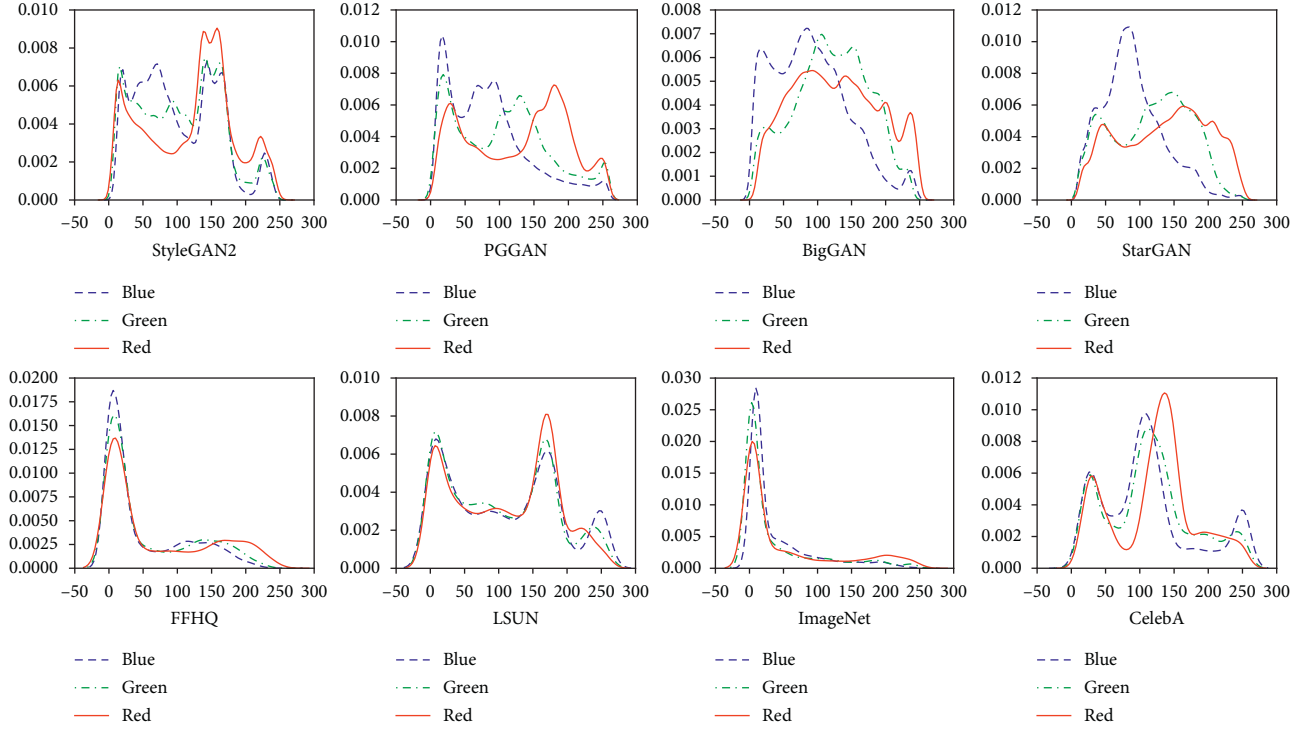 0.010
0.008
0.006
0.004
0.002
0.000
−50 0 50 100 150 200 250 300
StyleGAN2
Blue
Green
Red
0.012
0.010
0.008
0.006
0.004
0.002
0.000
−50 0 50 100 150 200 250 300
PGGAN
Blue
Green
Red
0.008
0.007
0.006
0.005
0.004
0.003
0.002
0.001
0.000
−50 0 50 100 150 200 250 300
BigGAN
Blue
Green
Red
0.012
0.010
0.008
0.006
0.004
0.002
0.000
−50 0 50 100 150 200 250 300
StarGAN
Blue
Green
Red
0.0200
0.0175
0.0150
0.0125
0.0100
0.0075
0.0050
0.0025
0.0000
−50 0 50 100 150 200 250 300
FFHQ
Blue
Green
Red
0.010
0.008
0.006
0.004
0.002
0.000
−50 0 50 100 150 200 250 300
LSUN
Blue
Green
Red
0.030
0.025
0.020
0.015
0.010
0.005
0.000
−50 0 50 100 150 200 250 300
ImageNet
Blue
Green
Red
0.012
0.010
0.008
0.006
0.004
0.002
0.000
−50 0 50 100 150 200 250 300
CelebA
Blue
Green
Red